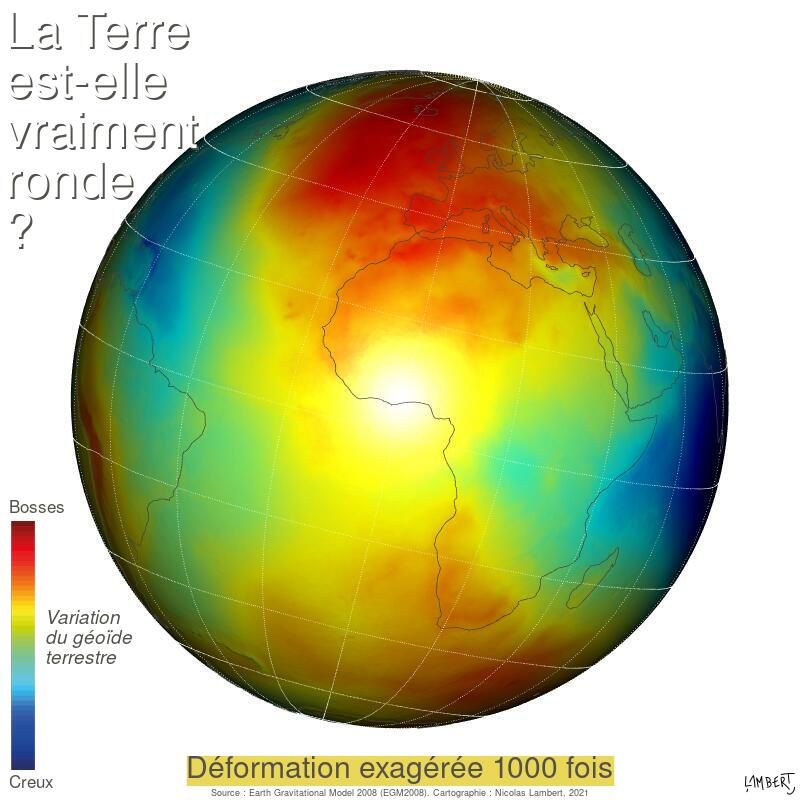 La Terre
est-elle
vraiment
ronde
?
Bosses
Variation
du géoïde
terrestre
Creux
Déformation exagérée 1000 fois
Source : Earth Gravitational Model 2008 (EGM2008). Cartographie : Nicolas Lambert, 2021
LAMBERT